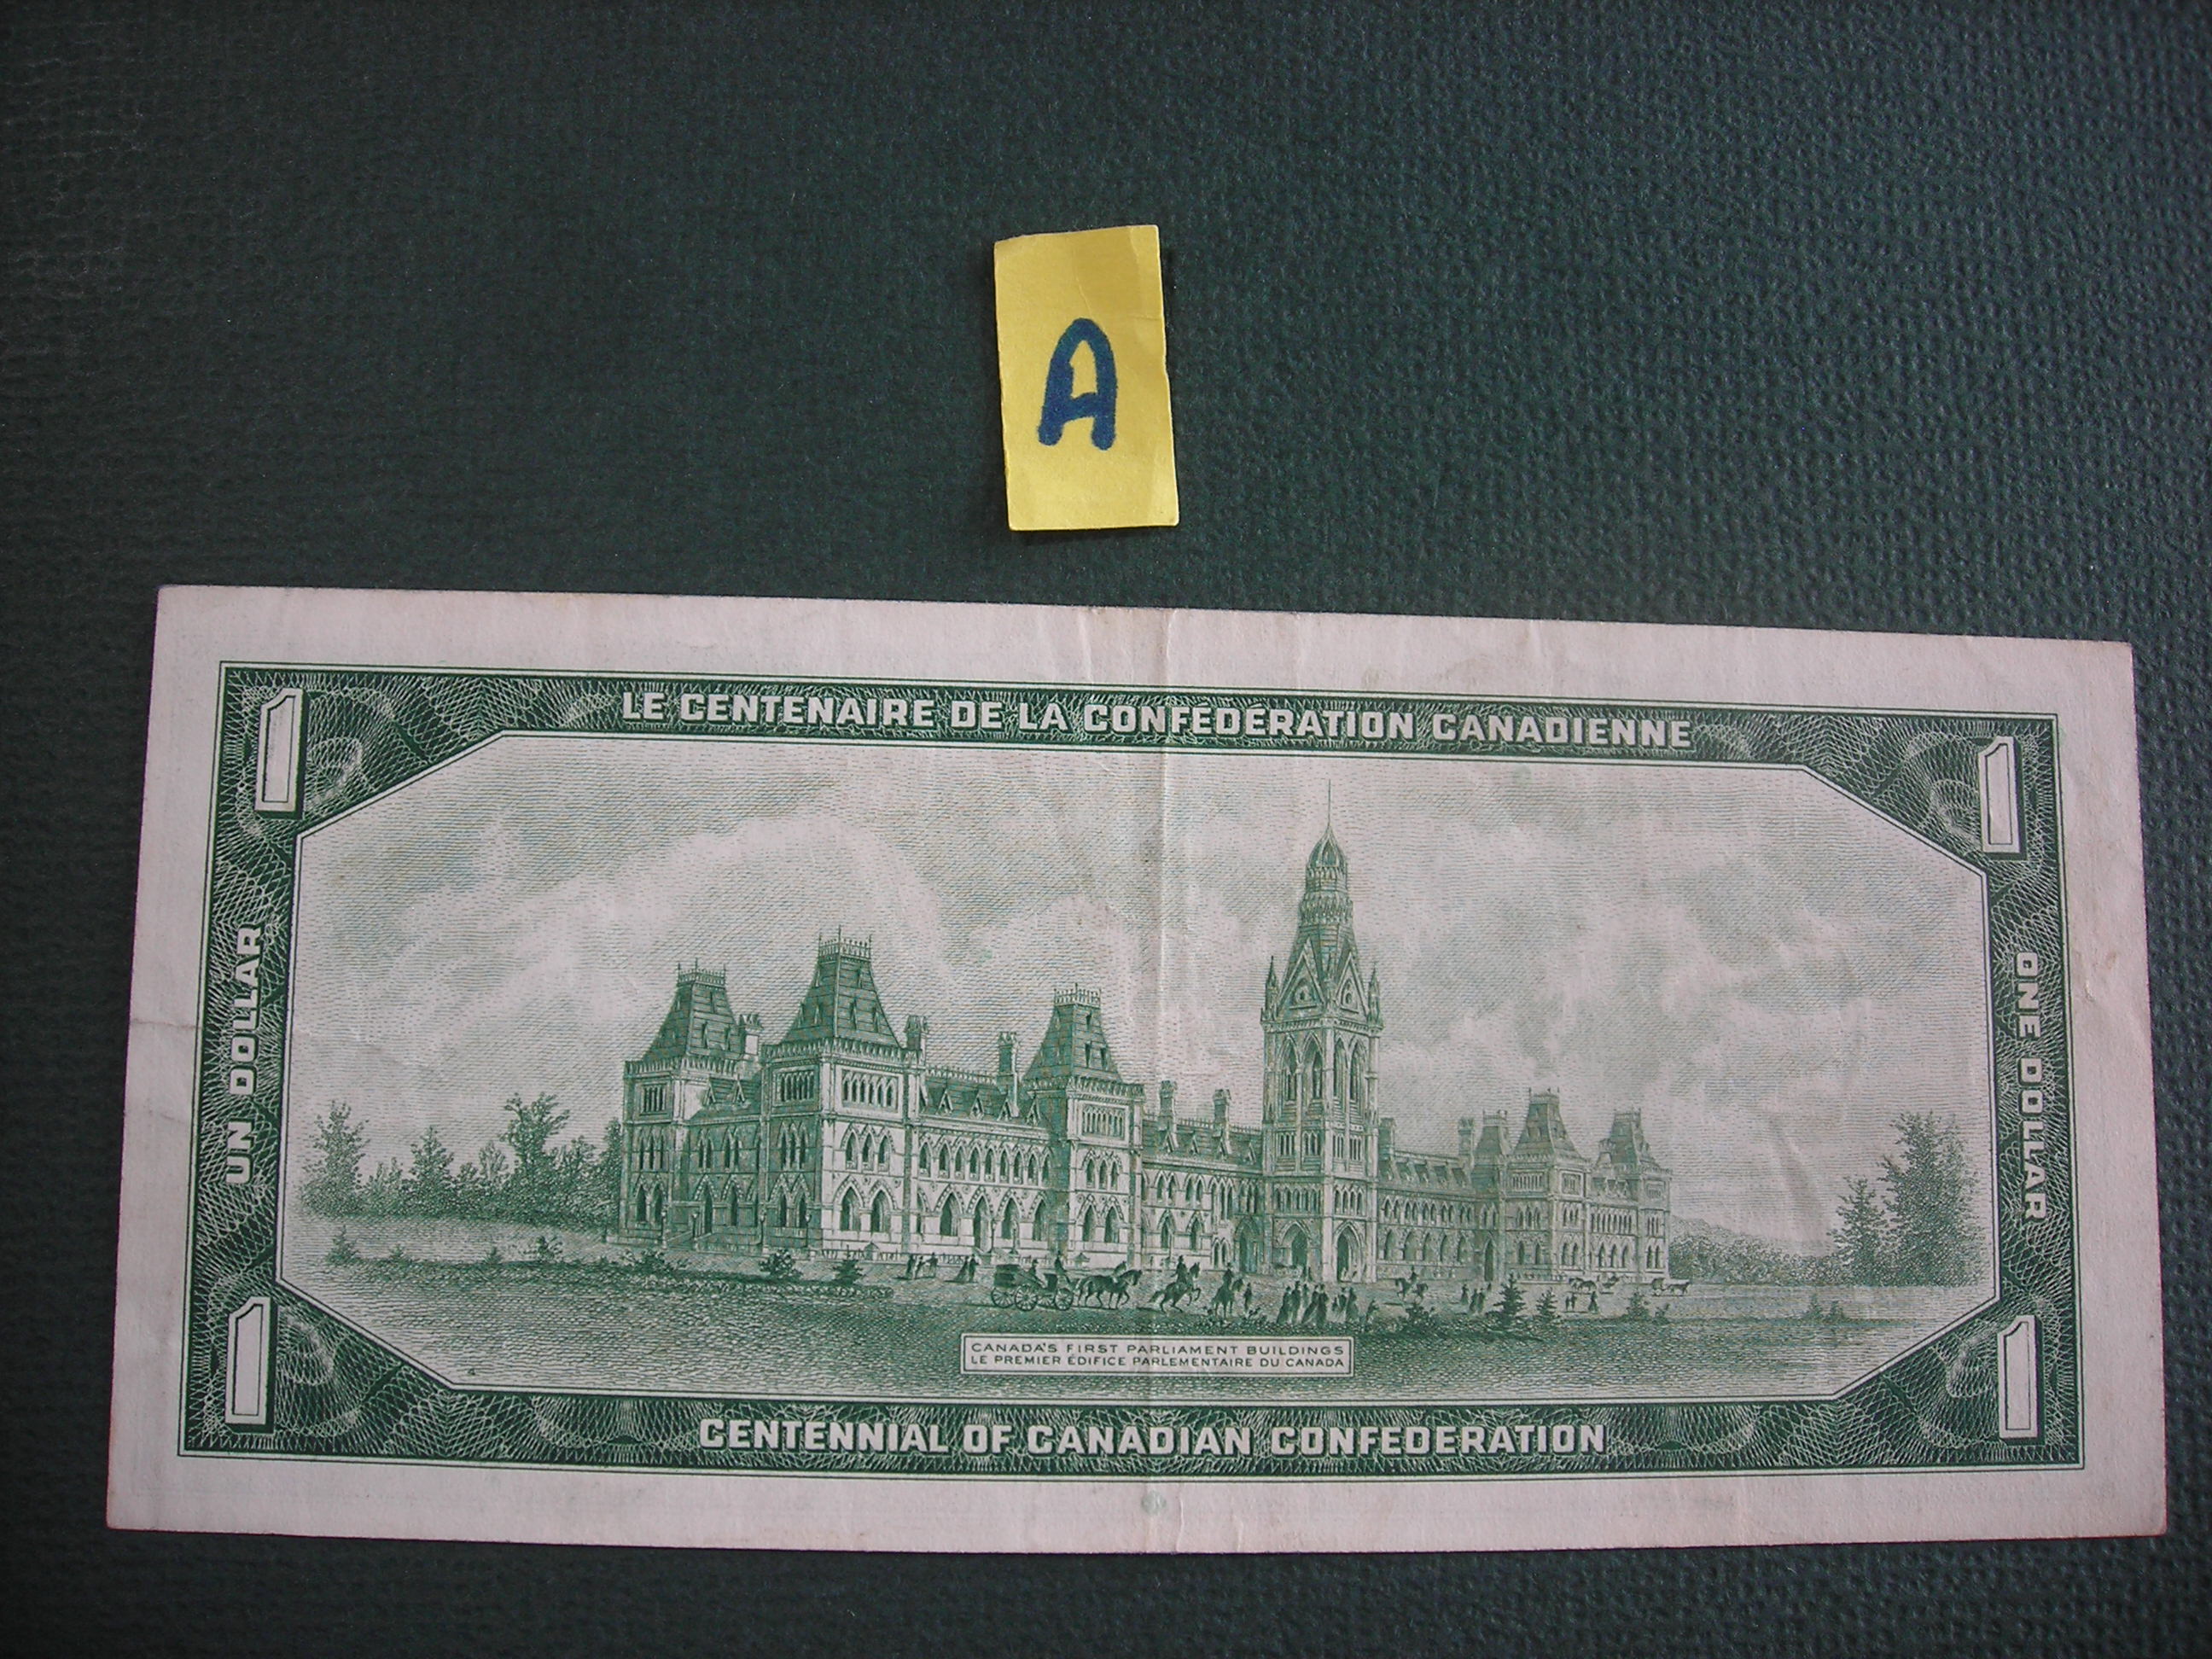 A
LE CENTENAIRE DE LA CONFÉDÉRATION CANADIENNE
1
1
UN DOLLAR
ONE DOLLAR
CANADA'S FIRST PARLIAMENT BUILDINGS
LE PREMIER ÉDIFICE PARLEMENTAIRE DU CANADA
1
1
CENTENNIAL OF CANADIAN CONFEDERATION